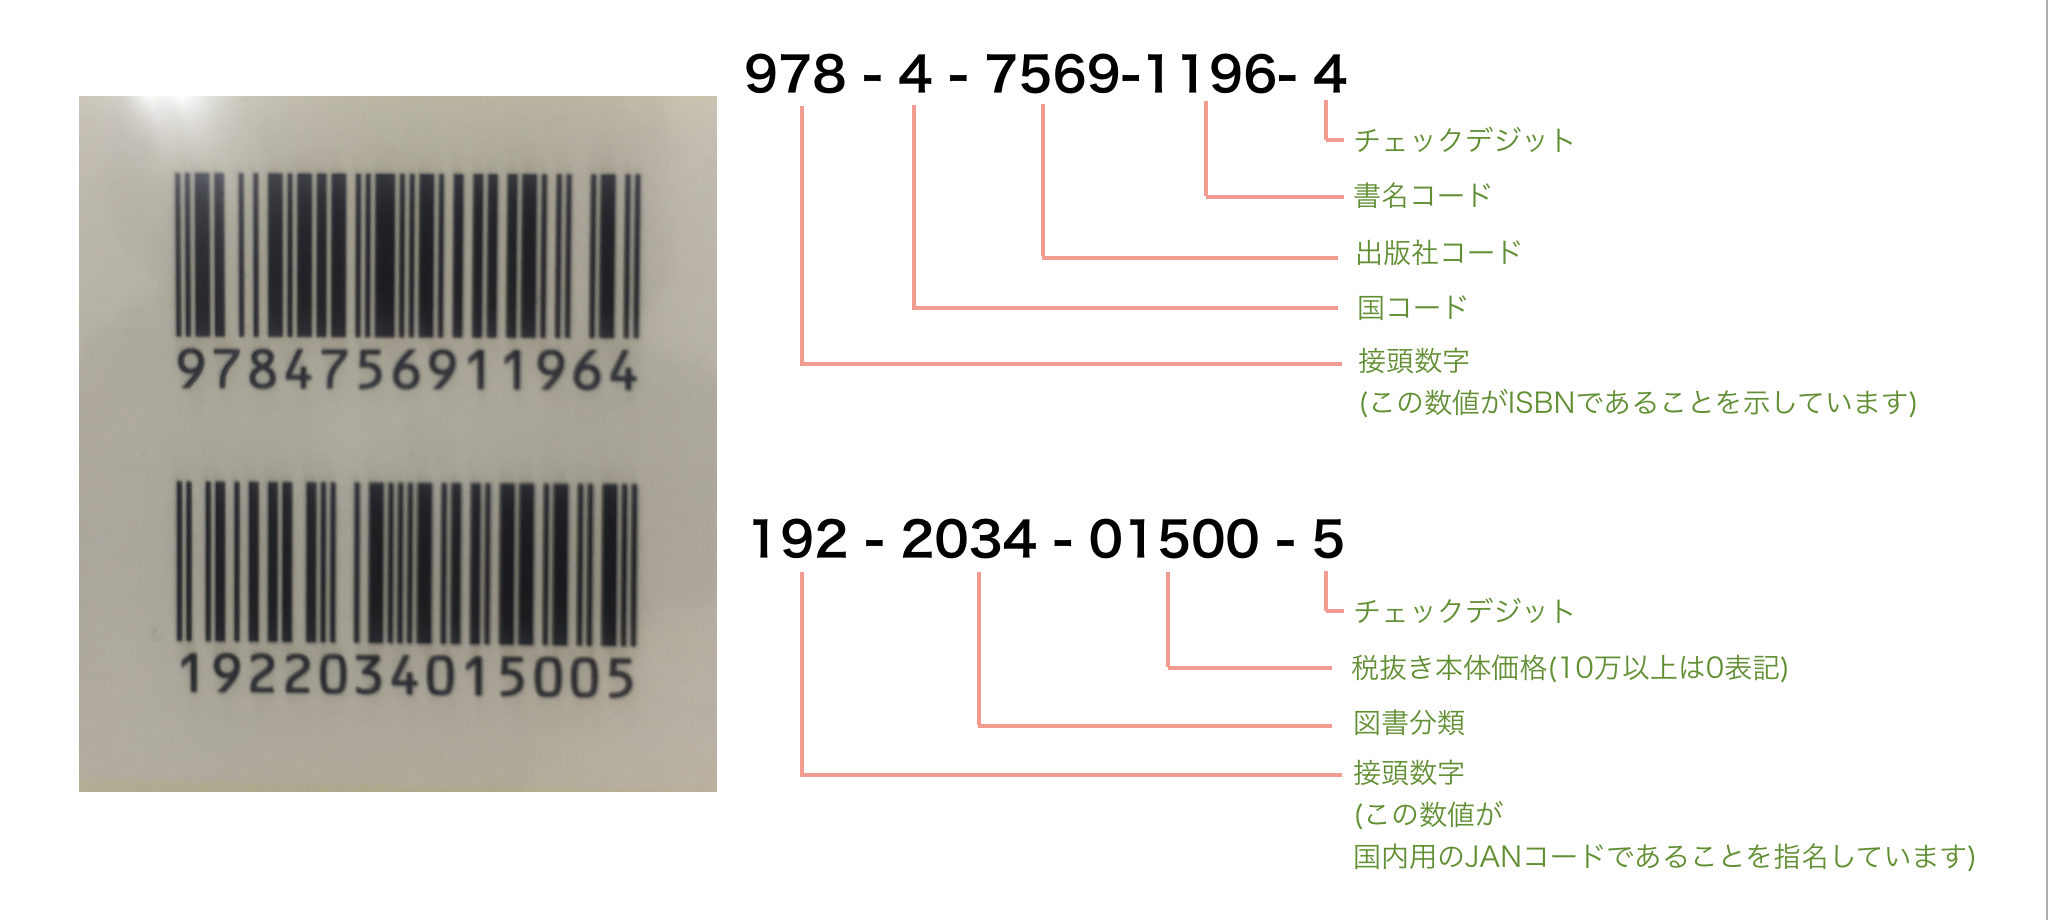 9784756911964
1922034015005
978 - 4 - 7569-1196- 4
チェックデジット
書名コード
出版社コード
国コード
接頭数字
(この数値がISBNであることを示しています)
192 - 2034 - 01500 - 5
チェックデジット
税抜き本体価格(10万以上は0表記)
図書分類
接頭数字
(この数値が
国内用のJANコードであることを指名しています)